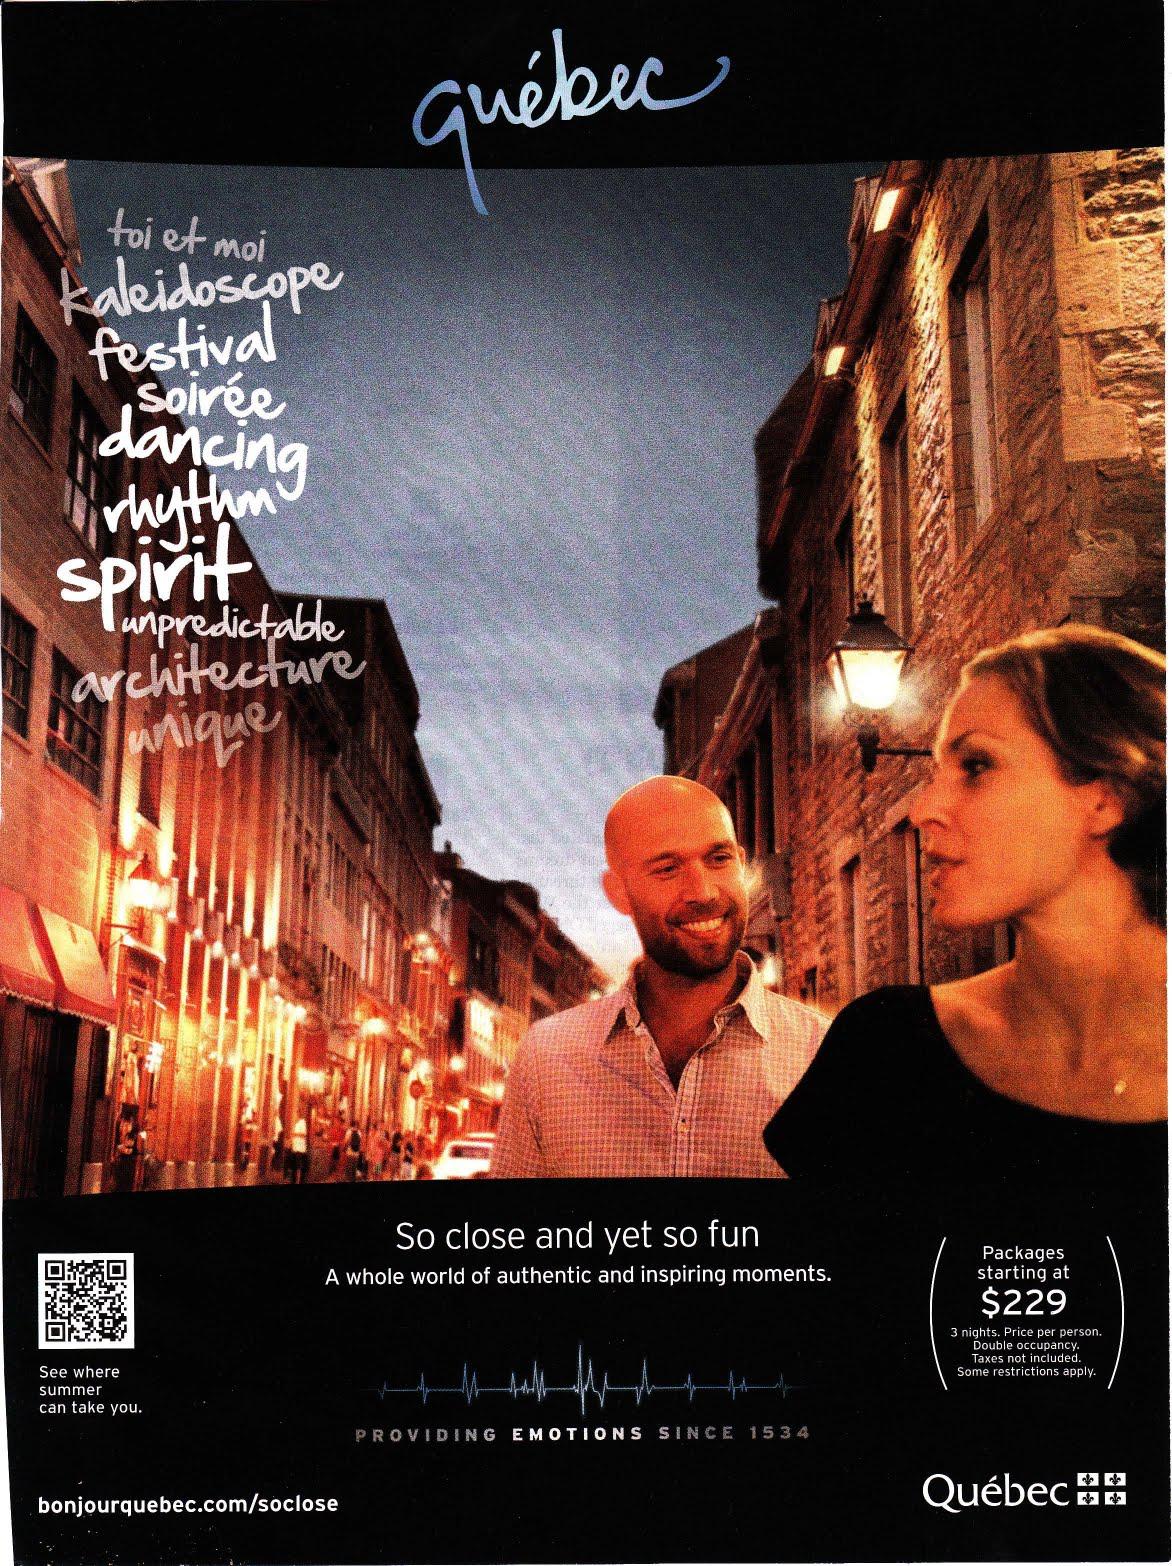 québec
toi et moi
kaleidoscope
festival
soirée
dancing
rhythm
spirit
unpredictable
architecture
unique
So close and yet so fun
A whole world of authentic and inspiring moments.
See where
summer
can take you.
Packages
starting at
$229
3 nights. Price per person.
Double occupancy.
Taxes not included.
Some restrictions apply.
PROVIDING EMOTIONS SINCE 1534
bonjourquebec.com/soclose
Québec